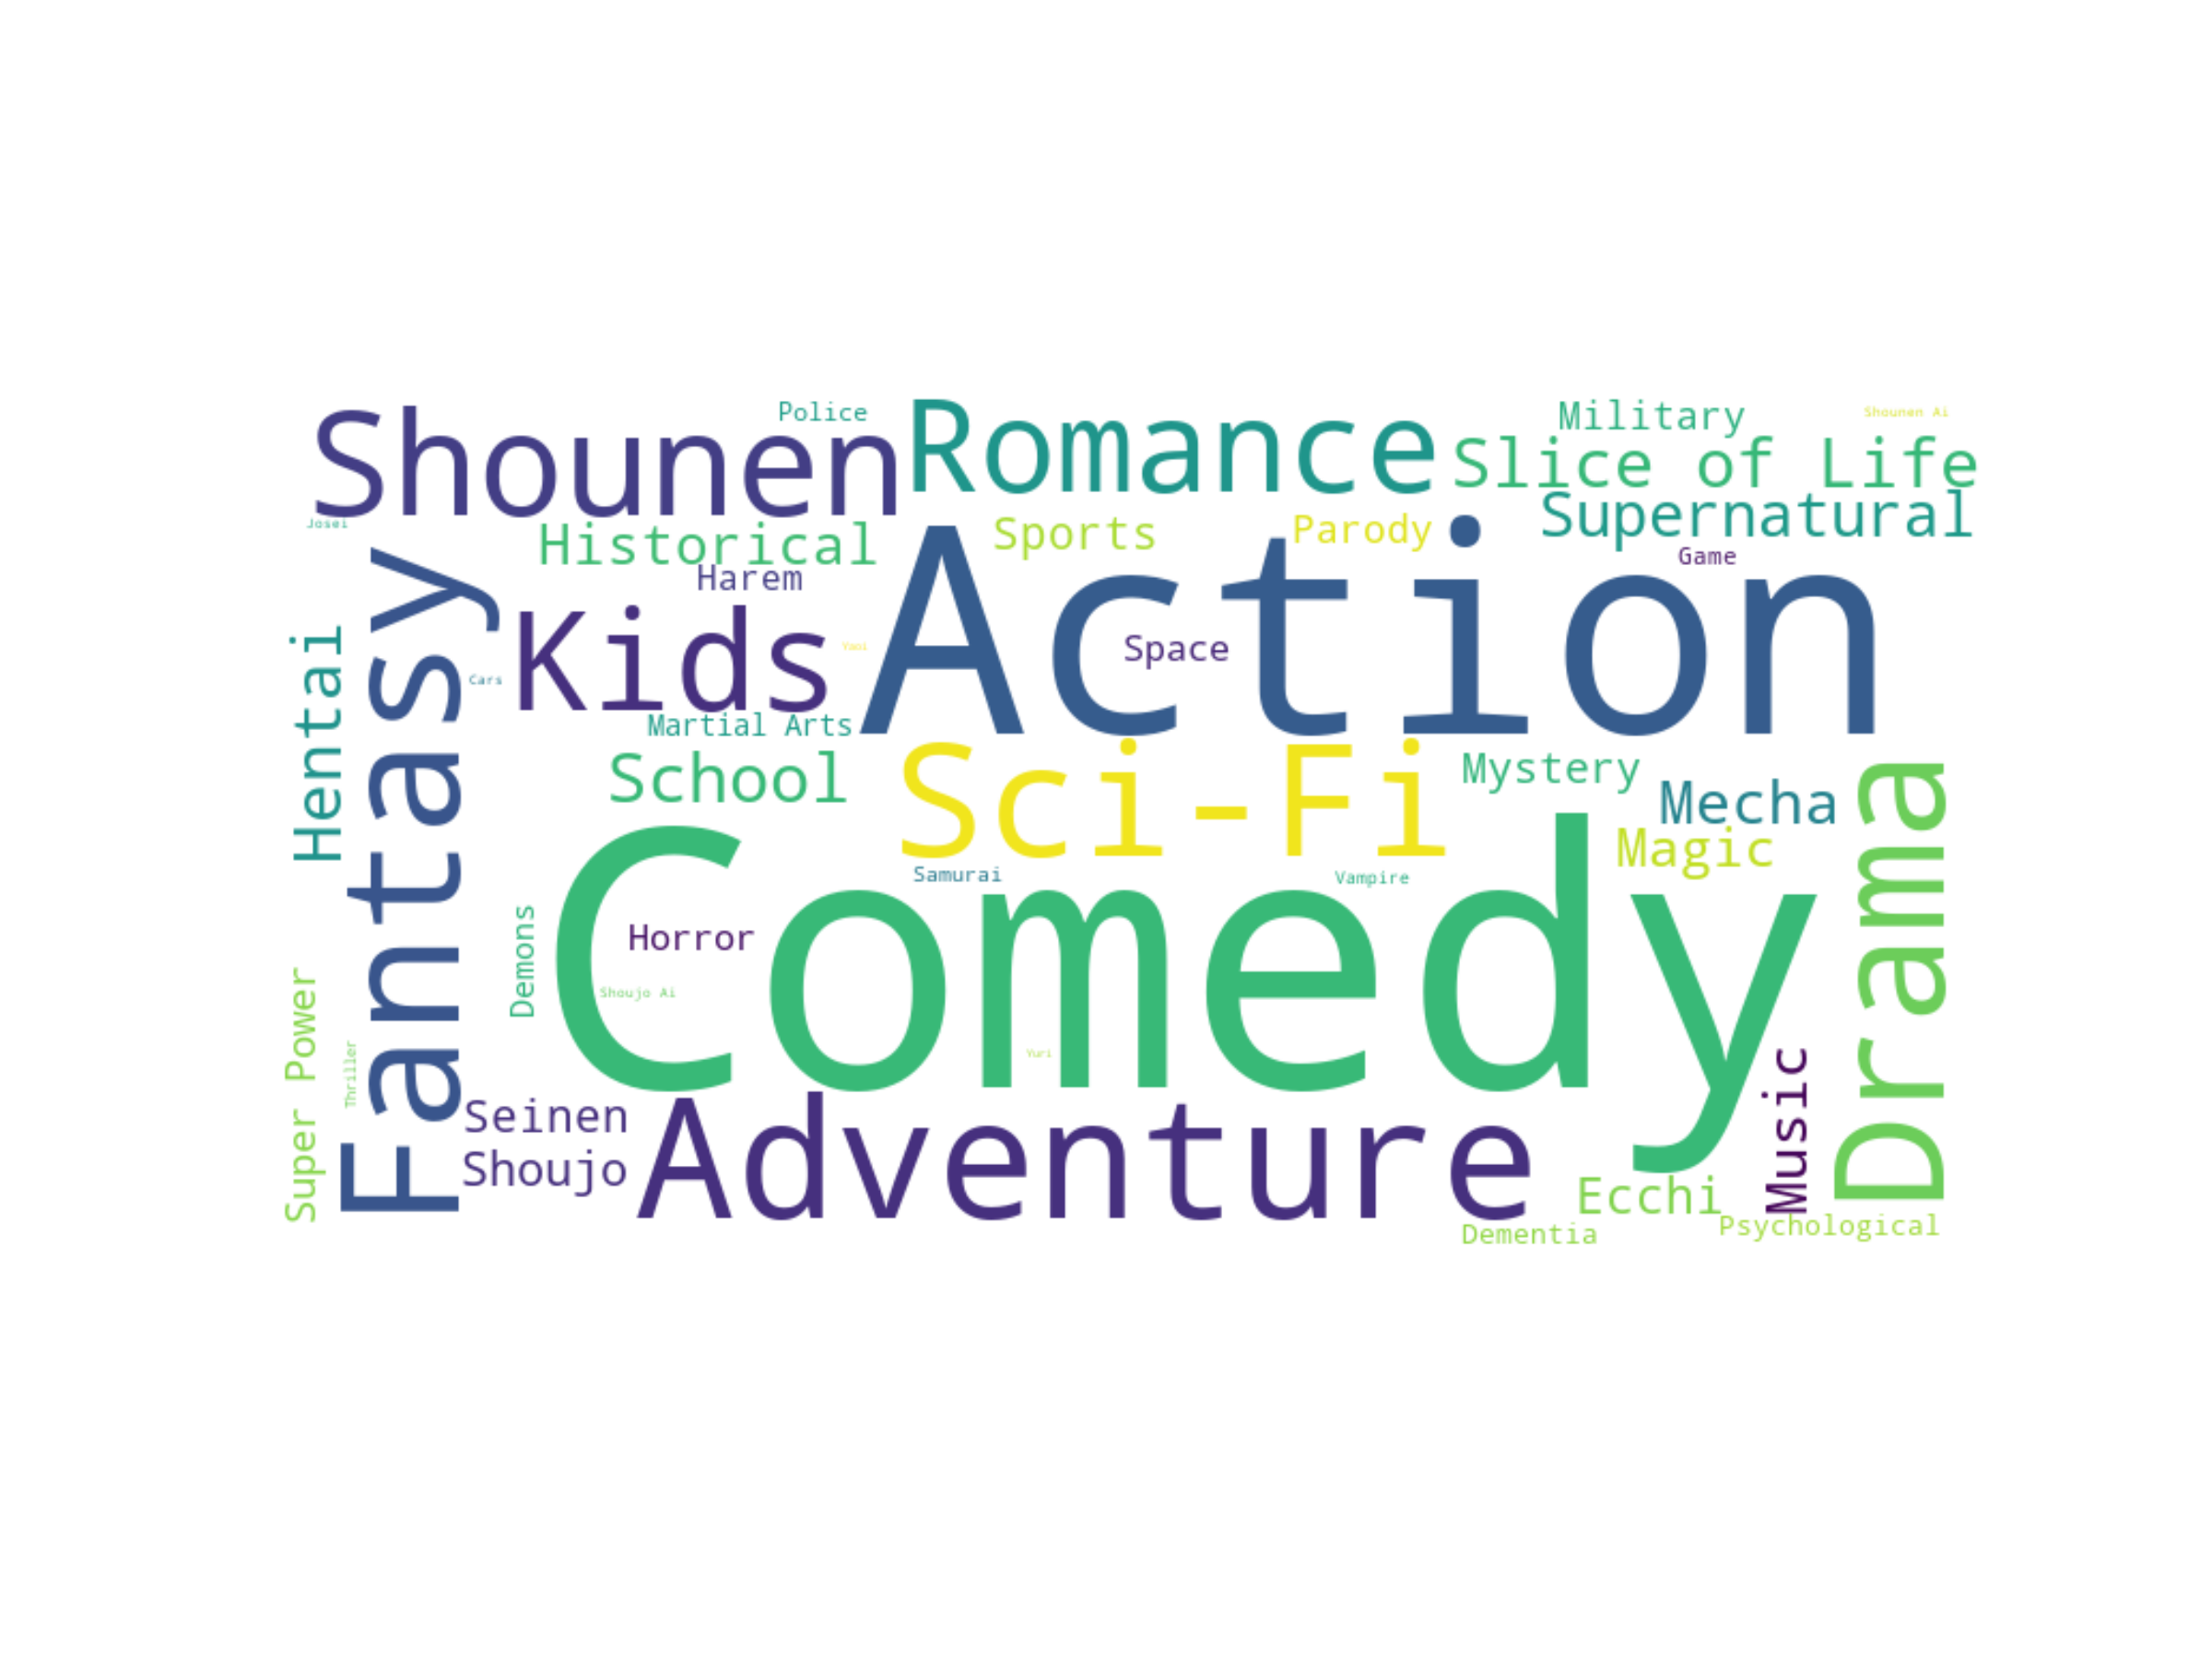 Police
Military
Shounen Ai
Shounen
Romance
Slice of Life
Supernatural
Josei
Historical
Sports
Parody
Game
Harem
Action
Kids
Space
Yaoi
Cars
Hentai
Fantasy
Martial Arts
School
Sci-Fi
Mystery
Mecha
Magic
Drama
Samurai
Vampire
Comedy
Horror
Demons
Shoujo Ai
Yuri
Super Power
Thriller
Seinen
Shoujo
Adventure
Music
Ecchi
Psychological
Dementia